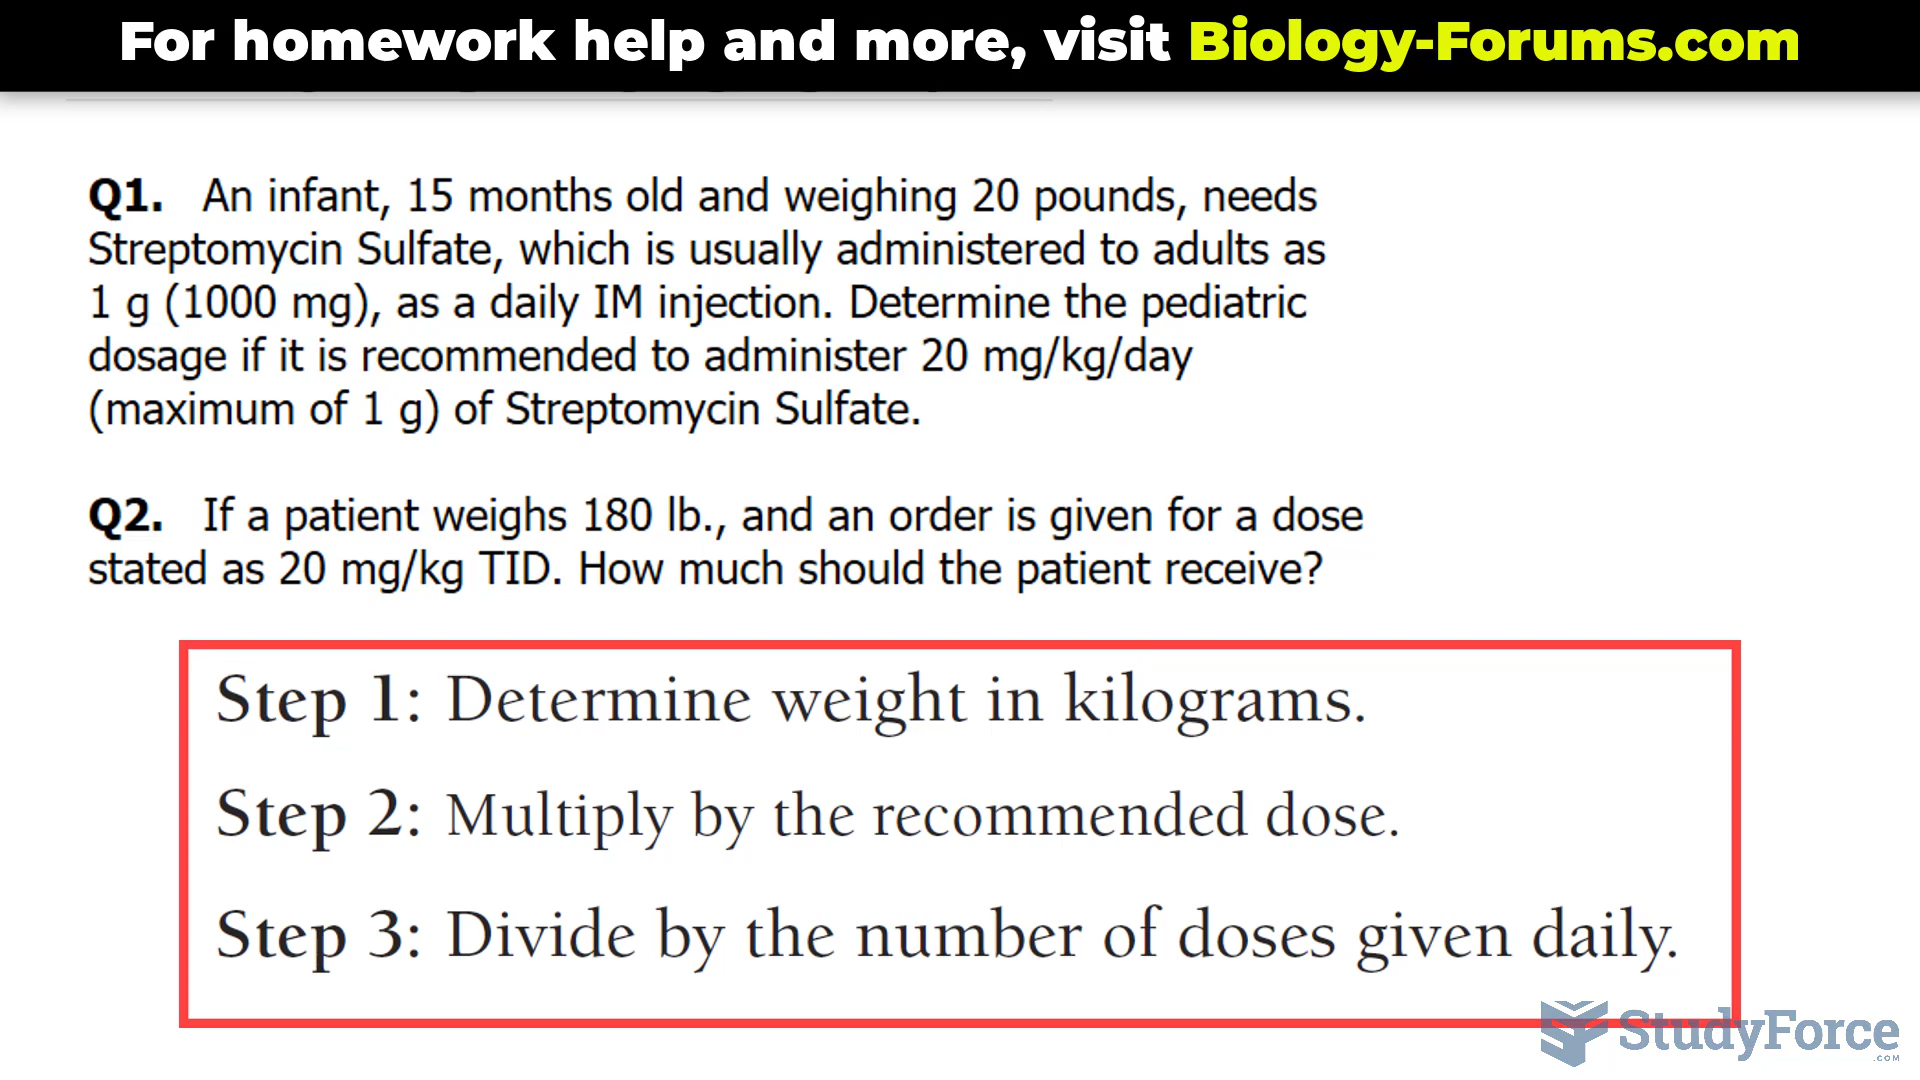 For homework help and more, visit Biology-Forums.com
Q1. An infant, 15 months old and weighing 20 pounds, needs
Streptomycin Sulfate, which is usually administered to adults as
1 g (1000 mg), as a daily IM injection. Determine the pediatric
dosage if it is recommended to administer 20 mg/kg/day
(maximum of 1 g) of Streptomycin Sulfate.
Q2. If a patient weighs 180 lb., and an order is given for a dose
stated as 20 mg/kg TID. How much should the patient receive?
Step 1: Determine weight in kilograms.
Step 2: Multiply by the recommended dose.
Step 3: Divide by the number of doses given daily.
StudyForce
.COM